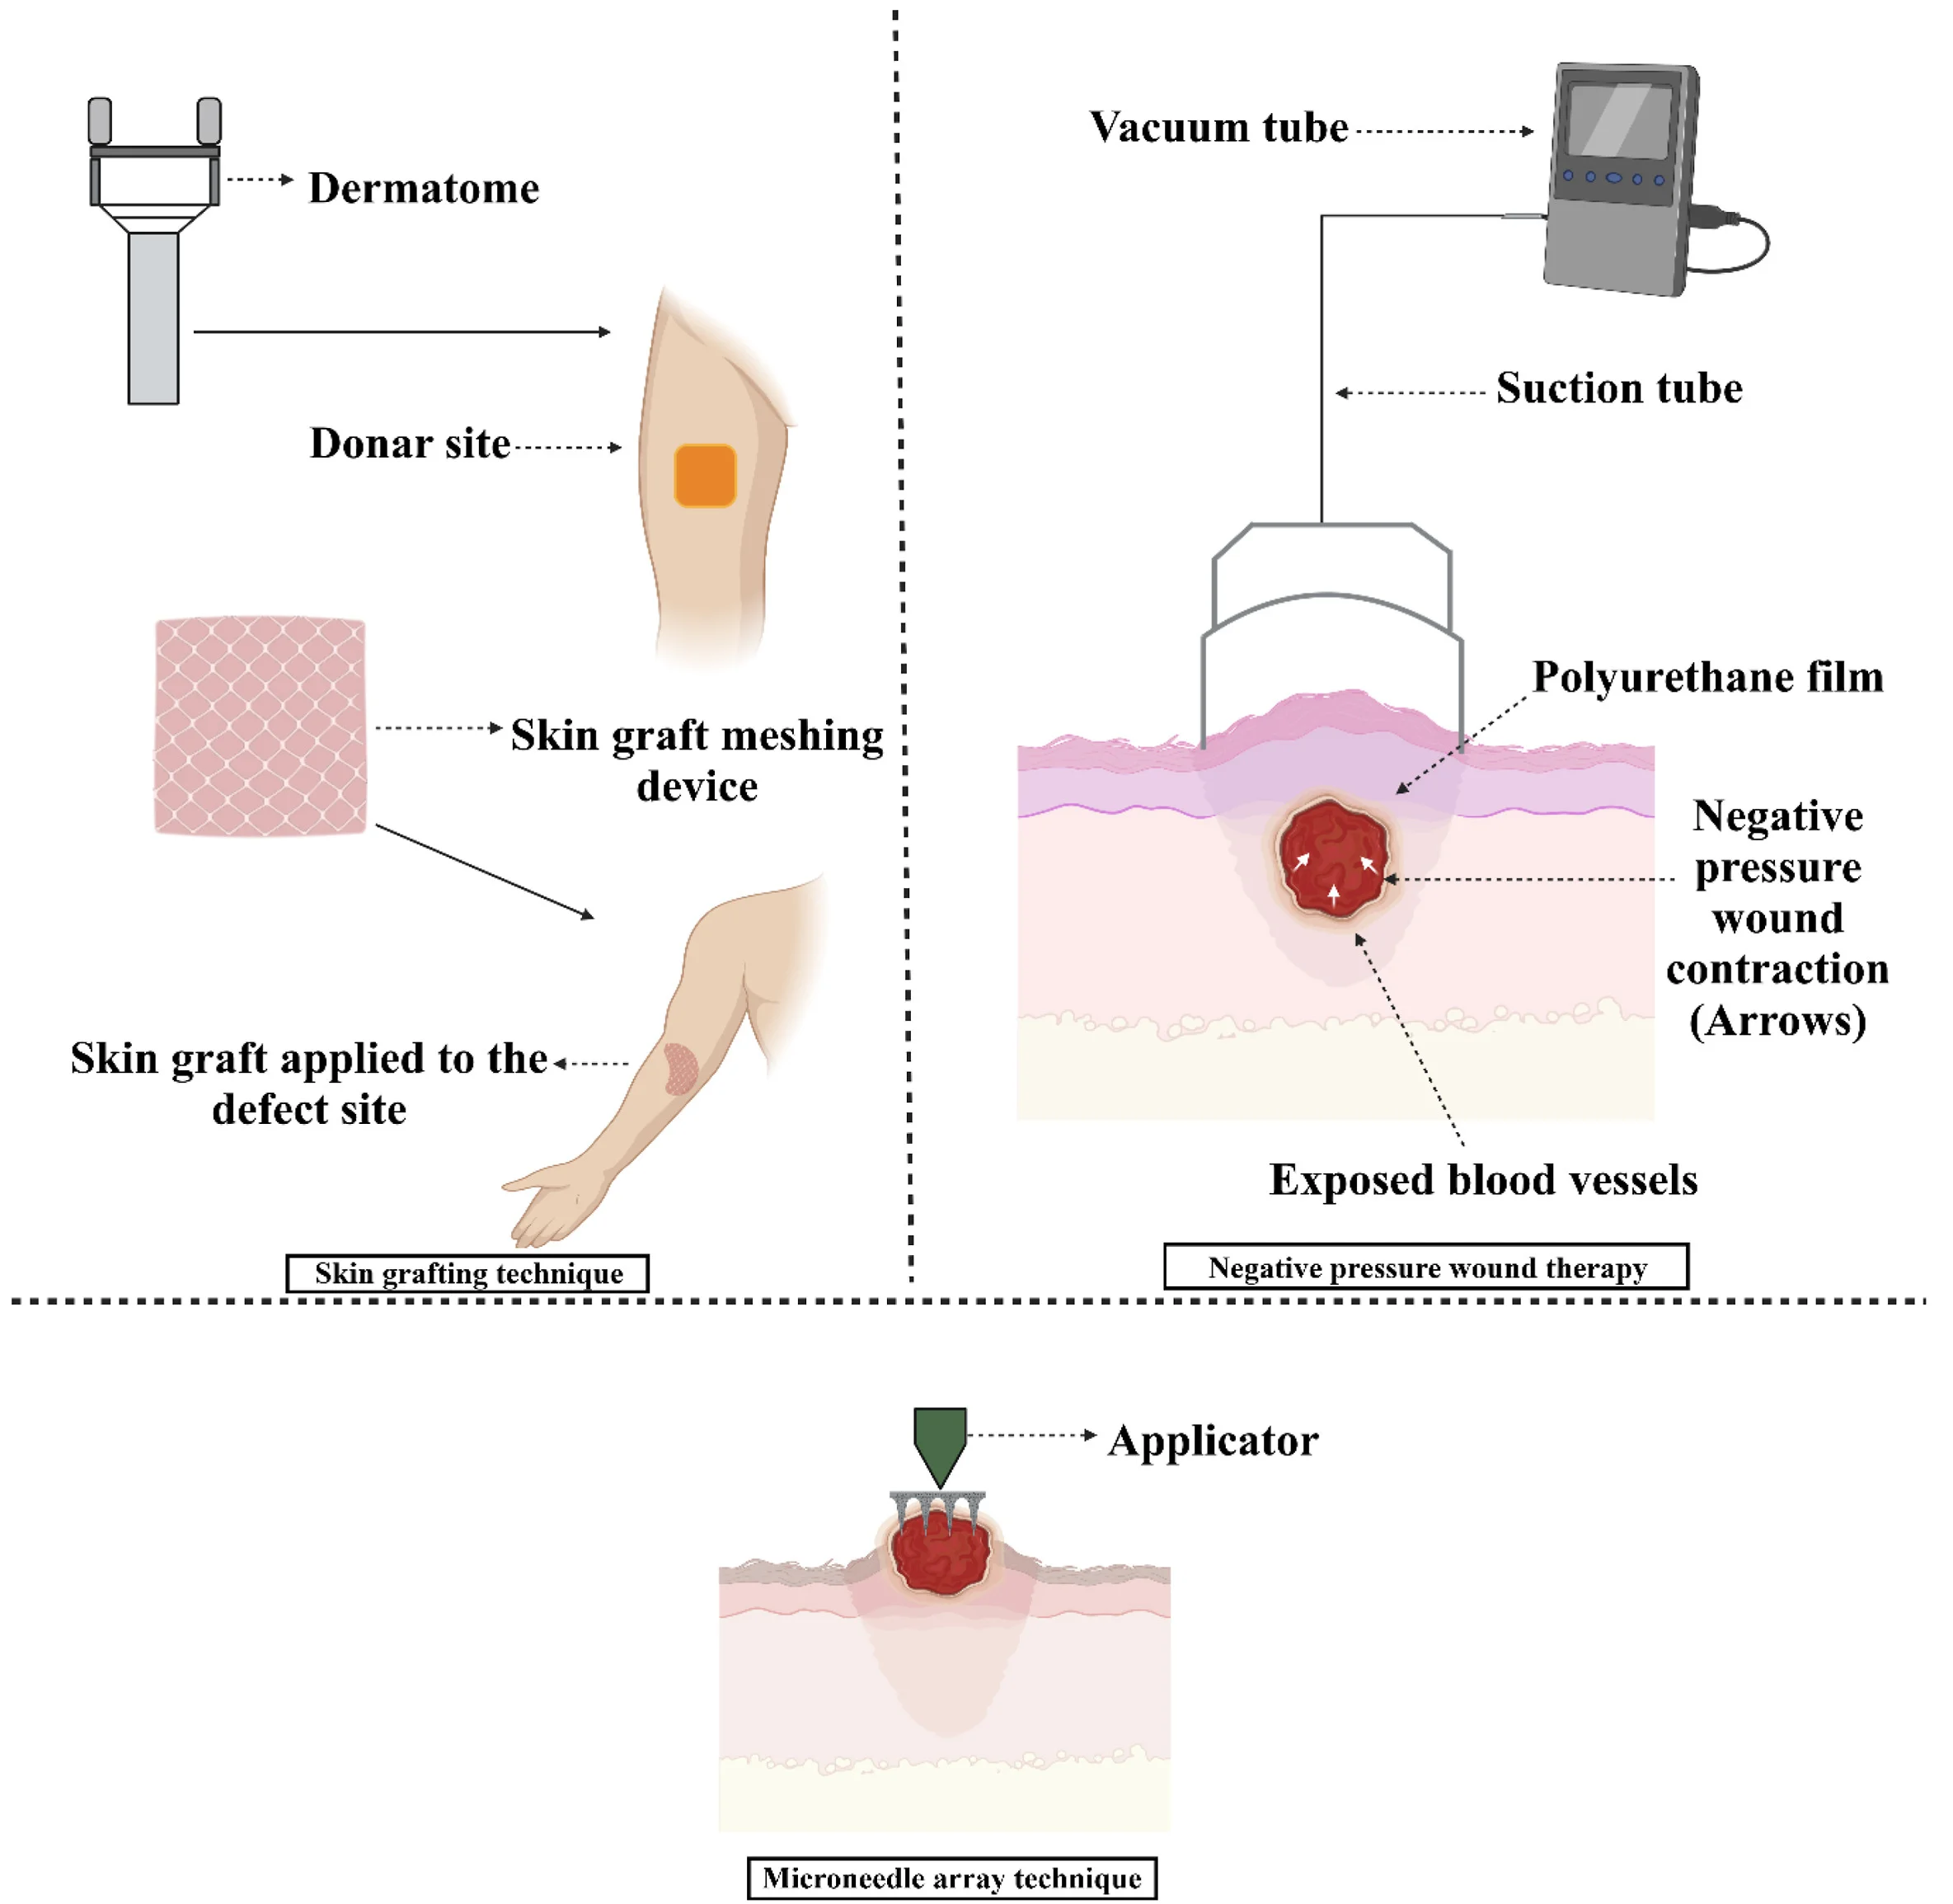 Dermatome
Donar site
Skin graft meshing
device
Skin graft applied to the
defect site
Skin grafting technique
Vacuum tube
Suction tube
Polyurethane film
Negative
pressure
wound
contraction
(Arrows)
Exposed blood vessels
Negative pressure wound therapy
Applicator
Microneedle array technique